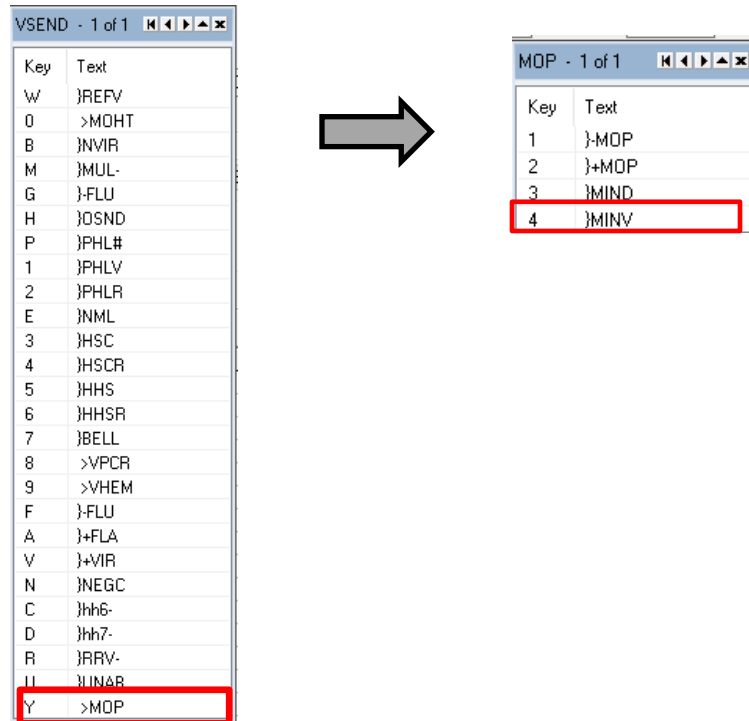 VSEND - 1 of 1
Key Text
W }REFV
0 >MOHT
B }NVIR
M }MUL-
G }-FLU
H }OSND
P }PHL#
1 }PHLV
2 }PHLR
E }NML
3 }HSC
4 }HSCR
5 }HHS
6 }HHSR
7 }BELL
8 >VPCR
9 >VHEM
F }-FLU
A }+FLA
V }+VIR
N }NEGC
C }hh6-
D }hh7-
R }RRV-
U }UNAB
Y >MOP
MOP - 1 of 1
Key Text
1 }-MOP
2 }+MOP
3 }MIND
4 }MINV